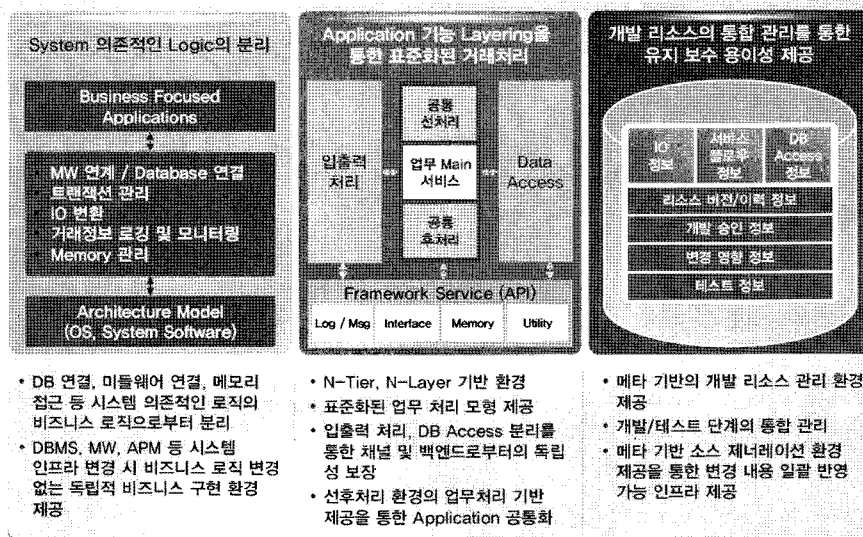 System 의존적인 Logic의 분리
Business Focused
Applications
MW 연계 / Database 연결
트랜잭션 관리
IO 변환
거래정보 로깅 및 모니터링
Memory 관리
Architecture Model
(OS, System Software)
• DB 연결, 미들웨어 연결, 메모리
접근 등 시스템 의존적인 로직의
비즈니스 로직으로부터 분리
• DBMS, MW, APM 등 시스템
인프라 변경 시 비즈니스 로직 변경
없는 독립적 비즈니스 구현 환경
제공
Application 기능 Layering을
통한 표준화된 거래처리
입출력
처리
공통
선처리
업무 Main
서비스
공통
후처리
Data
Access
Framework Service (API)
Log / Msg
Interface
Memory
Utility
• N-Tier, N-Layer 기반 환경
• 표준화된 업무 처리 모형 제공
• 입출력 처리, DB Access 분리를
통한 채널 및 백엔드로부터의 독립
성 보장
• 선후처리 환경의 업무처리 기반
제공을 통한 Application 공통화
개발 리소스의 통합 관리를 통한
유지 보수 용이성 제공
IO
정보
서비스
플로우
정보
DB
Access
정보
리소스 버전/이력 정보
개발 승인 정보
변경 영향 정보
테스트 정보
• 메타 기반의 개발 리소스 관리 환경
제공
• 개발/테스트 단계의 통합 관리
• 메타 기반 소스 제너레이션 환경
제공을 통한 변경 내용 일괄 반영
가능 인프라 제공